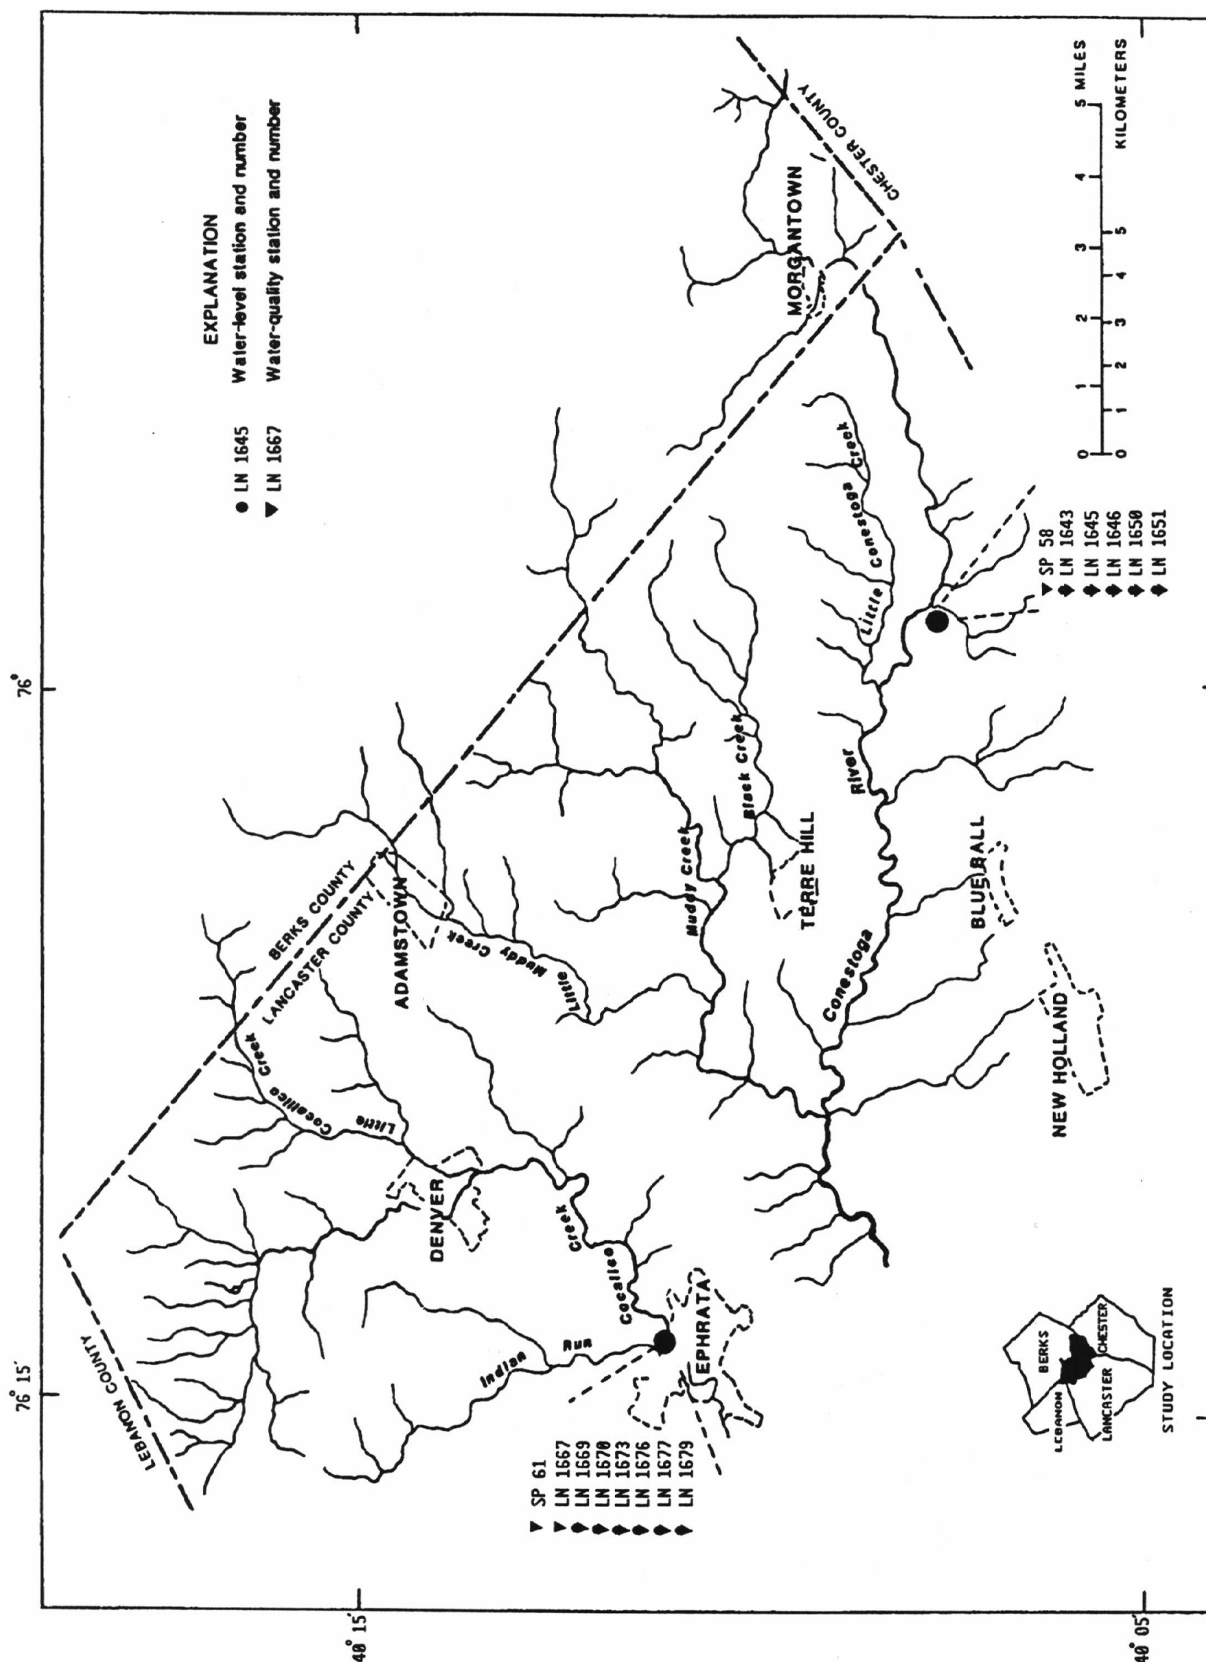 EXPLANATION
LN 1645 Water-level station and number
LN 1667 Water-quality station and number
LEBANON COUNTY
BERKS COUNTY
LANCASTER COUNTY
CHESTER COUNTY
ADAMSTOWN
DENVER
EPHRATA
TERRE HILL
BLUE BALL
NEW HOLLAND
MORGANTOWN
Little Cocalico Creek
Cocalico Creek
Indian Run
Little Muddy Creek
Muddy Creek
Black Creek
Conestoga River
Little Conestoga Creek
SP 61
LN 1667
LN 1669
LN 1670
LN 1673
LN 1676
LN 1677
LN 1679
SP 58
LN 1643
LN 1645
LN 1646
LN 1650
LN 1651
0 1 2 3 4 5 MILES
0 1 2 3 4 5 KILOMETERS
LEBANON
BERKS
LANCASTER
CHESTER
STUDY LOCATION
76° 15'
76°
40° 15'
40° 05'